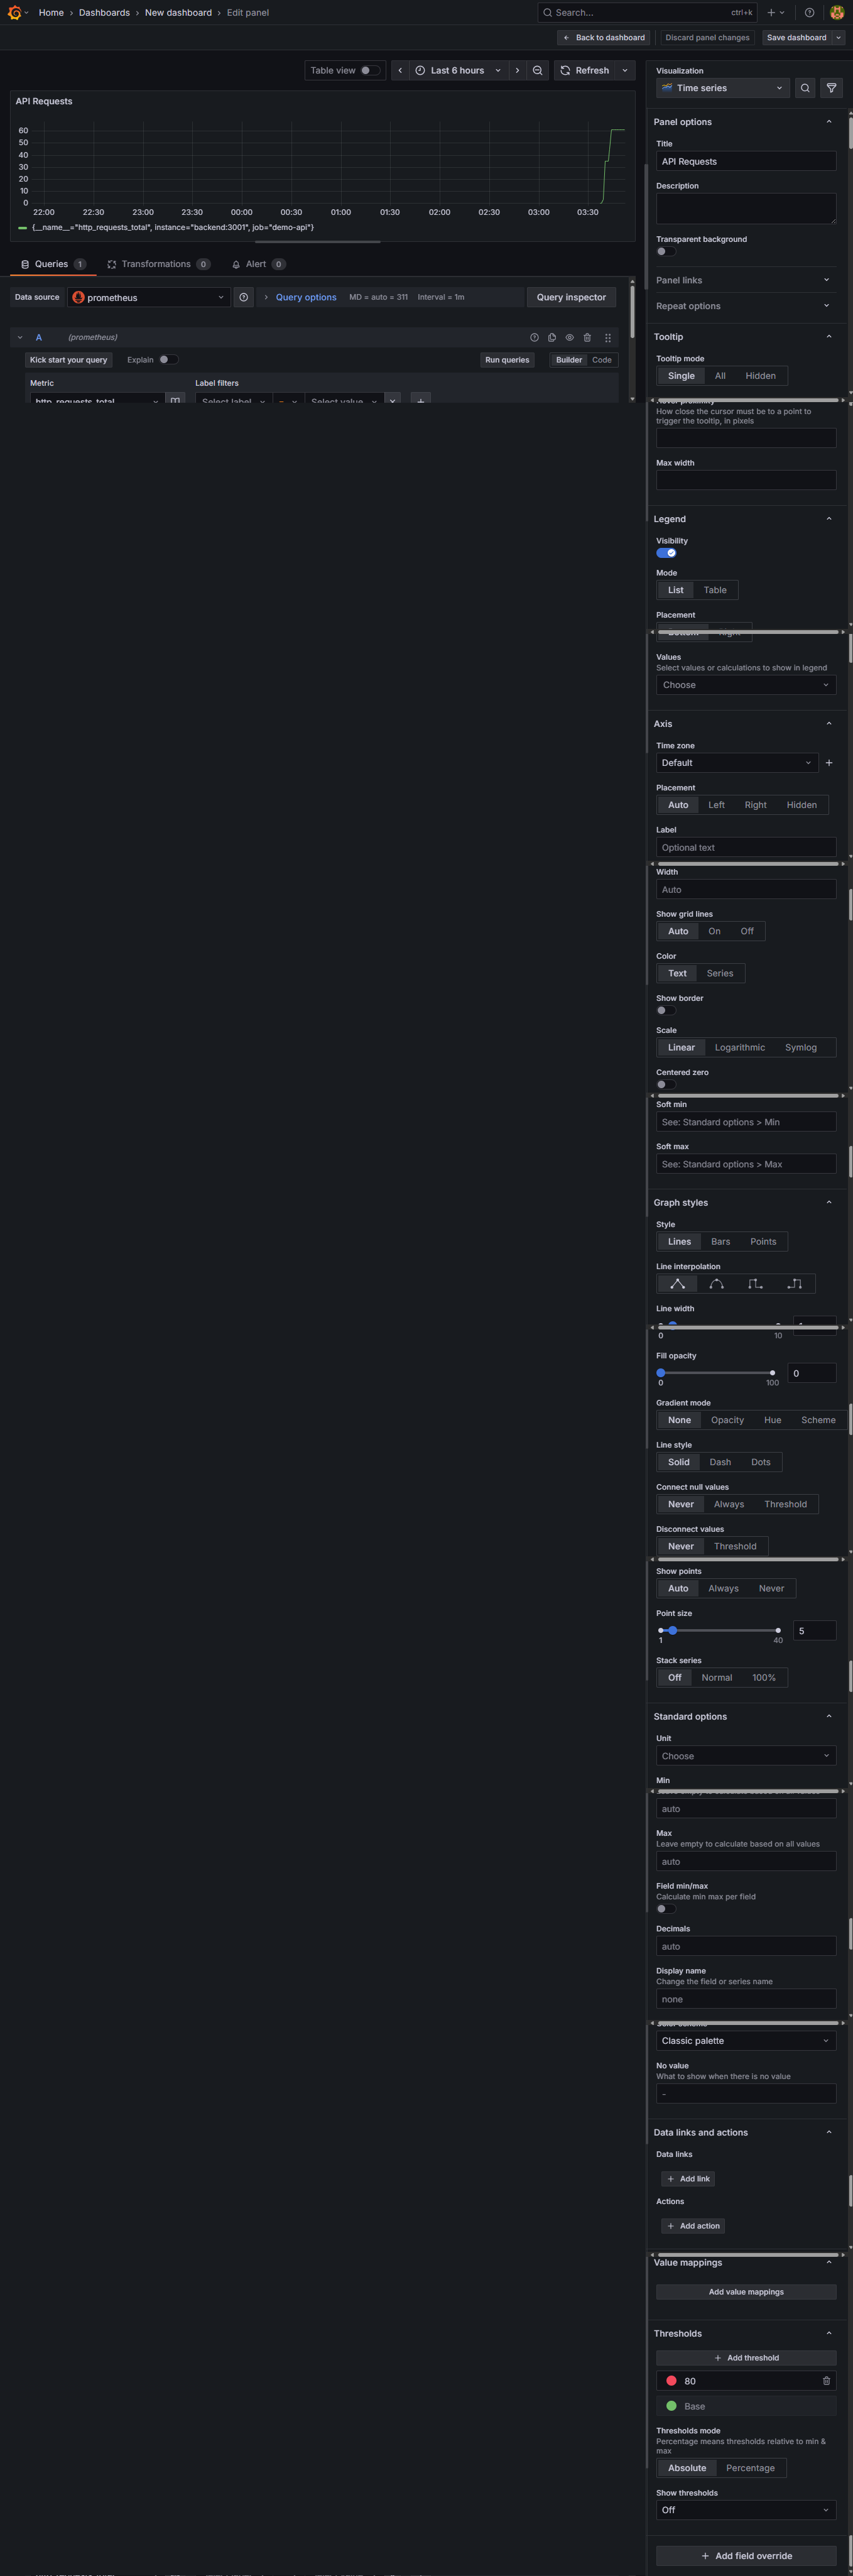 Home › Dashboards › New dashboard › Edit panel
Search... ctrl+k
Back to dashboard Discard panel changes Save dashboard
Table view Last 6 hours Refresh
API Requests
60
50
40
30
20
10
0
22:00 22:30 23:00 23:30 00:00 00:30 01:00 01:30 02:00 02:30 03:00 03:30
{__name__="http_requests_total", instance="backend:3001", job="demo-api"}
Queries 1 Transformations 0 Alert 0
Data source prometheus Query options MD = auto = 311 Interval = 1m Query inspector
A (prometheus)
Kick start your query Explain Run queries Builder Code
Metric Label filters
http_requests_total Select label = Select value
Visualization
Time series
Panel options
Title
API Requests
Description
Transparent background
Panel links
Repeat options
Tooltip
Tooltip mode
Single All Hidden
Hover proximity
How close the cursor must be to a point to
trigger the tooltip, in pixels
Max width
Legend
Visibility
Mode
List Table
Placement
Bottom Right
Values
Select values or calculations to show in legend
Choose
Axis
Time zone
Default
Placement
Auto Left Right Hidden
Label
Optional text
Width
Auto
Show grid lines
Auto On Off
Color
Text Series
Show border
Scale
Linear Logarithmic Symlog
Centered zero
Soft min
See: Standard options > Min
Soft max
See: Standard options > Max
Graph styles
Style
Lines Bars Points
Line interpolation
Line width
0 10
Fill opacity
0
0 100
Gradient mode
None Opacity Hue Scheme
Line style
Solid Dash Dots
Connect null values
Never Always Threshold
Disconnect values
Never Threshold
Show points
Auto Always Never
Point size
5
1 40
Stack series
Off Normal 100%
Standard options
Unit
Choose
Min
auto
Max
Leave empty to calculate based on all values
auto
Field min/max
Calculate min max per field
Decimals
auto
Display name
Change the field or series name
none
Color scheme
Classic palette
No value
What to show when there is no value
-
Data links and actions
Data links
+ Add link
Actions
+ Add action
Value mappings
Add value mappings
Thresholds
+ Add threshold
80
Base
Thresholds mode
Percentage means thresholds relative to min &
max
Absolute Percentage
Show thresholds
Off
+ Add field override